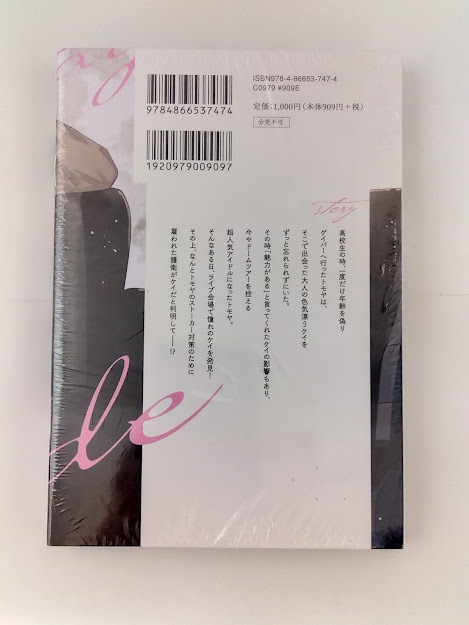 ISBN978-4-86653-747-4
C0979 ¥909E
定価:1,000円(本体909円+税)
分売不可
9784866537474
1920979009097
story
高校生の時、一度だけ年齢を偽り
ゲイバーへ行ったトモヤは、
そこで出会った大人の色気漂うケイを
ずっと忘れられずにいた。
その時「魅力がある」と言ってくれたケイの影響もあり、
今やドームツアーを控える
超人気アイドルになったトモヤ。
そんなある日、ライブ会場で憧れのケイを発見!
その上、なんとトモヤのストーカー対策のために
雇われた護衛がケイだと判明して――!?
de